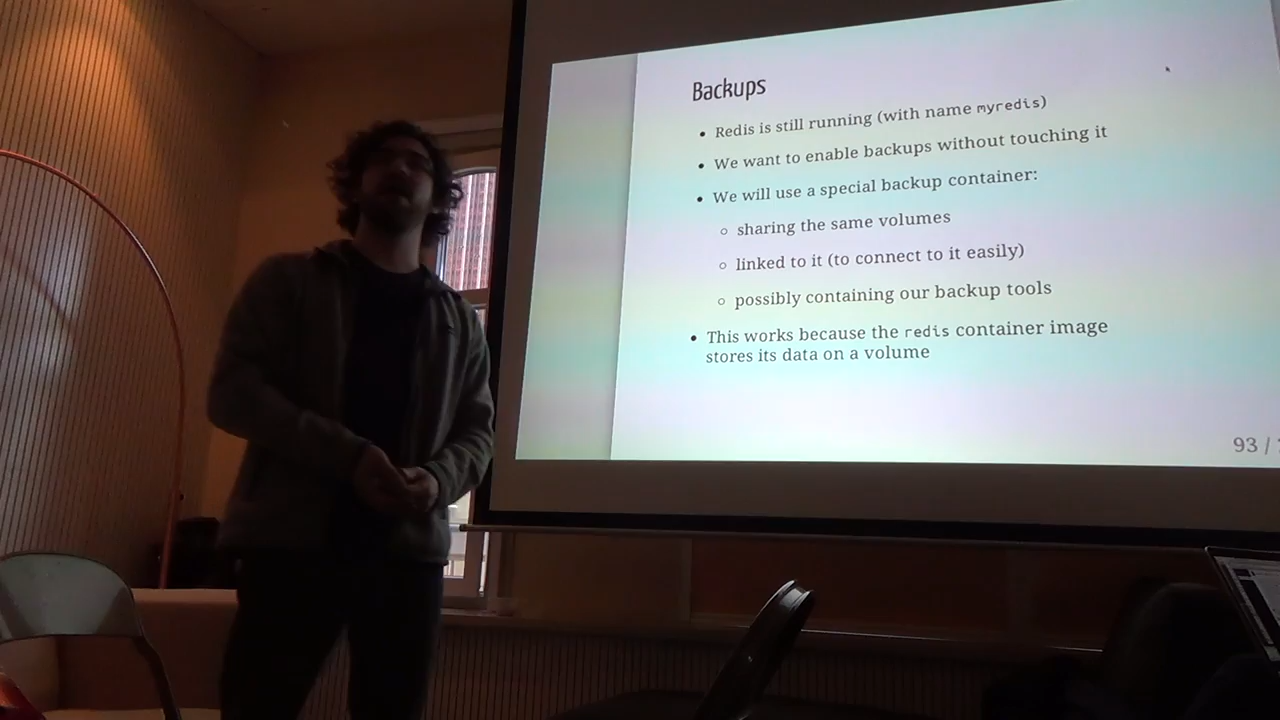 Backups
• Redis is still running (with name myredis)
• We want to enable backups without touching it
• We will use a special backup container:
○ sharing the same volumes
○ linked to it (to connect to it easily)
○ possibly containing our backup tools
• This works because the redis container image
stores its data on a volume
93 /